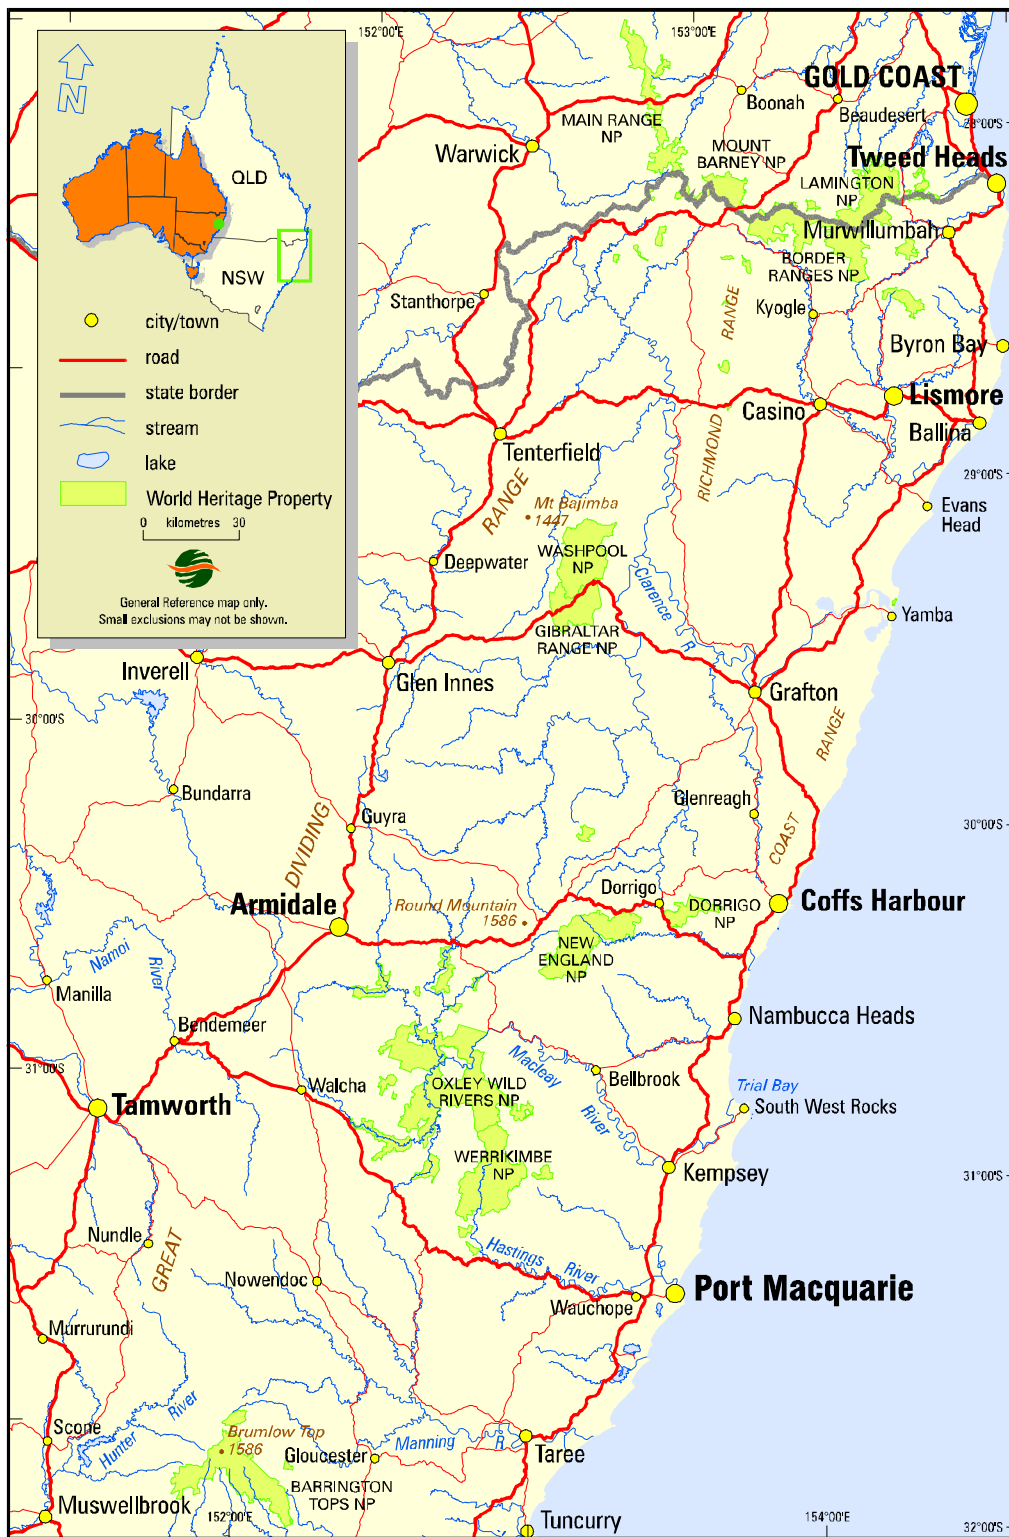 152°00'E
153°00'E
N
QLD
NSW
city/town
road
state border
stream
lake
World Heritage Property
0 kilometres 30
General Reference map only.
Small exclusions may not be shown.
GOLD COAST
Boonah
Beaudesert
28°00'S
MAIN RANGE
NP
Warwick
MOUNT
BARNEY NP
Tweed Heads
LAMINGTON
NP
Murwillumbah
BORDER
RANGES NP
Stanthorpe
RANGE
Kyogle
Byron Bay
Lismore
Casino
Ballina
Tenterfield
RICHMOND
29°00'S
RANGE
Mt Bajimba
1447
Evans
Head
WASHPOOL
NP
Deepwater
Clarence
R
Yamba
GIBRALTAR
RANGE NP
Inverell
Glen Innes
Grafton
30°00'S
RANGE
Bundarra
Glenreagh
Guyra
DIVIDING
COAST
30°00'S
Dorrigo
Armidale
Round Mountain
1586
DORRIGO
NP
Coffs Harbour
NEW
ENGLAND
NP
Namoi
River
Manilla
Nambucca Heads
Bendemeer
Macleay
River
31°00'S
Walcha
OXLEY WILD
RIVERS NP
Bellbrook
Trial Bay
South West Rocks
Tamworth
WERRIKIMBE
NP
Kempsey
31°00'S
Nundle
GREAT
Hastings
River
Nowendoc
Port Macquarie
Wauchope
Murrurundi
Hunter
River
Scone
Brumlow Top
1586
Gloucester
Manning
R
Taree
BARRINGTON
TOPS NP
Muswellbrook
Tuncurry
152°00'E
154°00'E
32°00'S